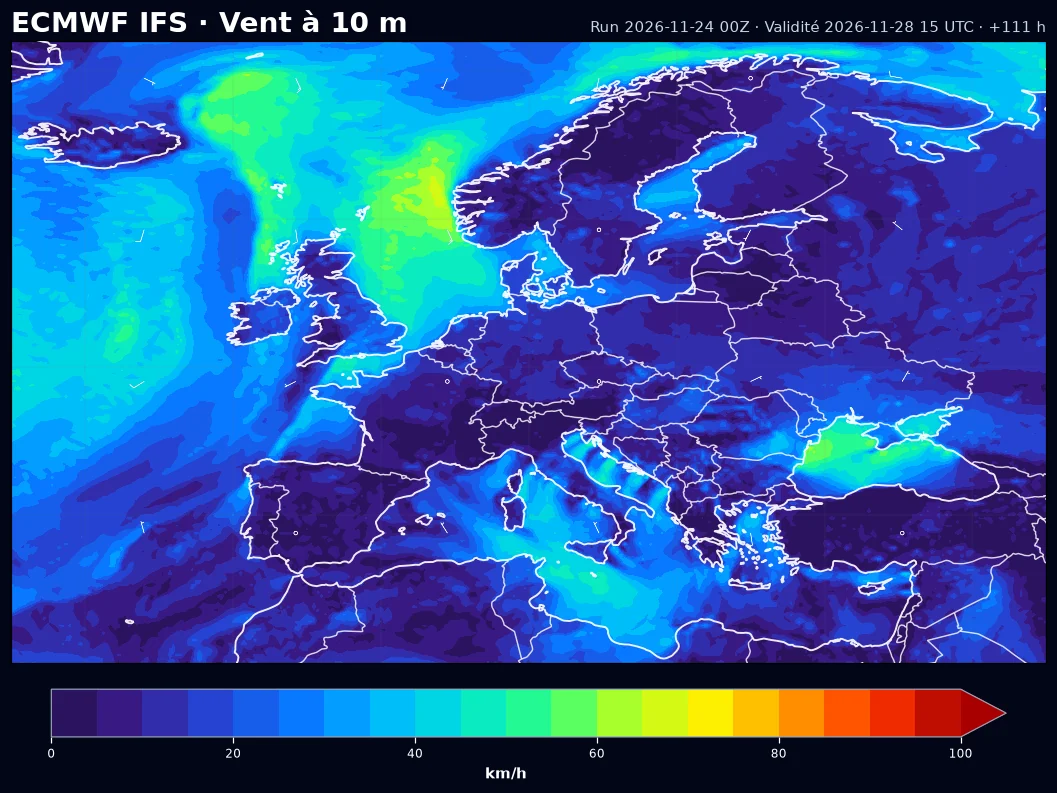 ECMWF IFS · Vent à 10 m
Run 2026-11-24 00Z · Validité 2026-11-28 15 UTC · +111 h
0 20 40 60 80 100
km/h